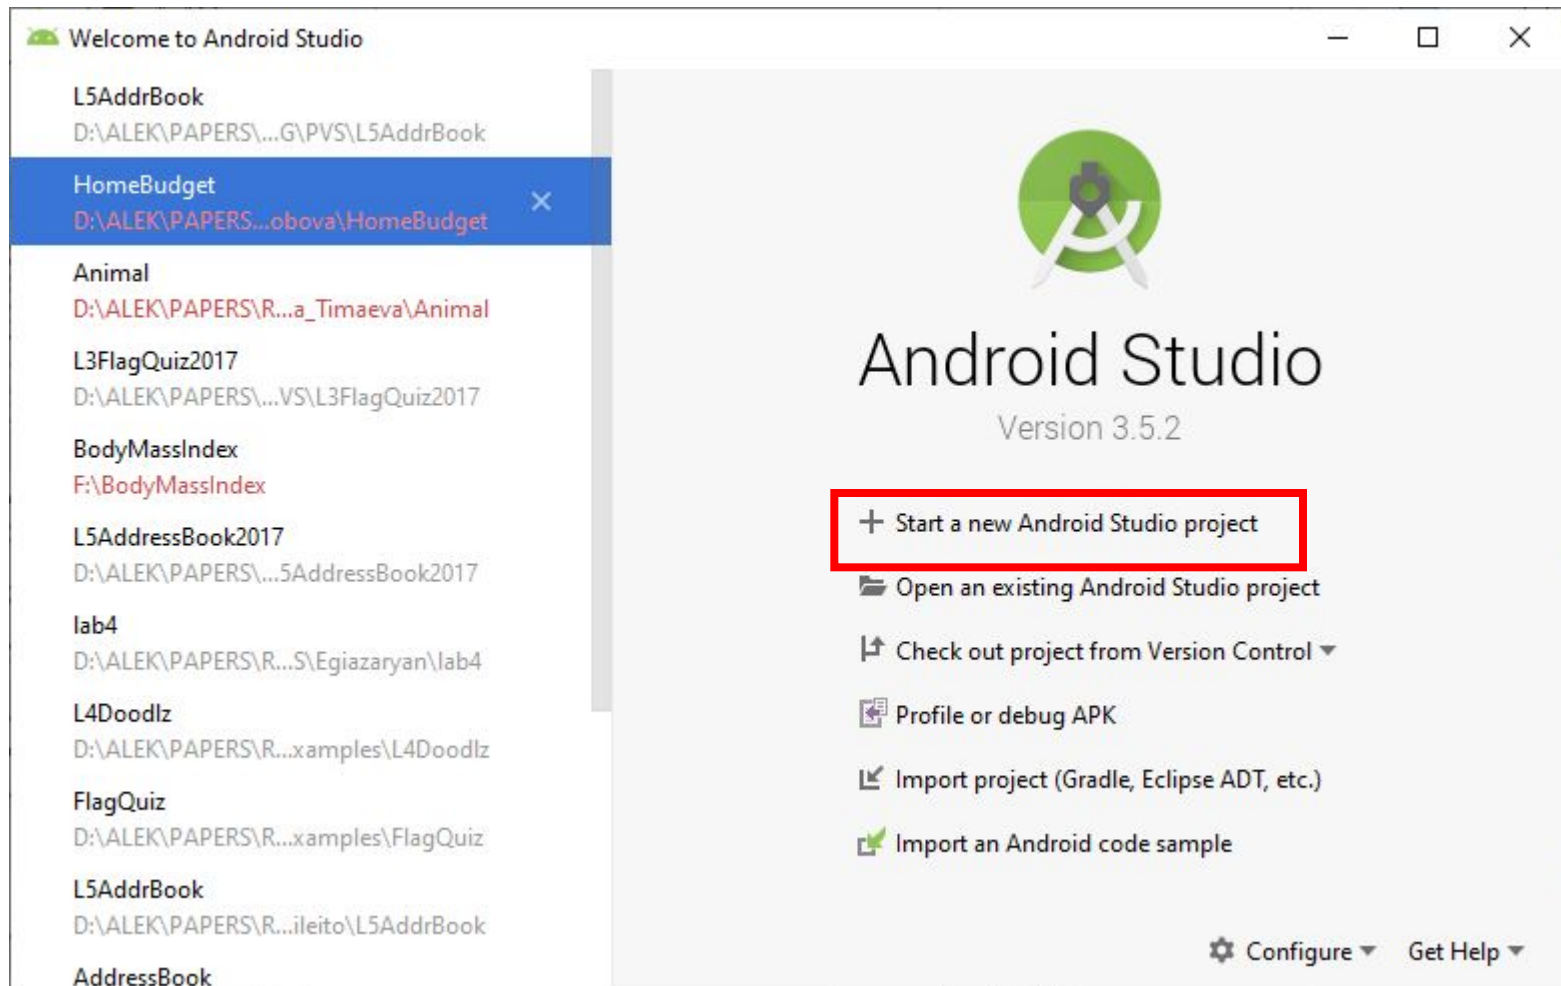 Welcome to Android Studio
L5AddrBook
D:\ALEK\PAPERS\...G\PVS\L5AddrBook
HomeBudget
D:\ALEK\PAPERS...obova\HomeBudget
Animal
D:\ALEK\PAPERS\R...a_Timaeva\Animal
L3FlagQuiz2017
D:\ALEK\PAPERS\...VS\L3FlagQuiz2017
BodyMassIndex
F:\BodyMassIndex
L5AddressBook2017
D:\ALEK\PAPERS\...5AddressBook2017
lab4
D:\ALEK\PAPERS\R...S\Egiazaryan\lab4
L4Doodlz
D:\ALEK\PAPERS\R...xamples\L4Doodlz
FlagQuiz
D:\ALEK\PAPERS\R...xamples\FlagQuiz
L5AddrBook
D:\ALEK\PAPERS\R...ileito\L5AddrBook
AddressBook
Android Studio
Version 3.5.2
Start a new Android Studio project
Open an existing Android Studio project
Check out project from Version Control
Profile or debug APK
Import project (Gradle, Eclipse ADT, etc.)
Import an Android code sample
Configure Get Help